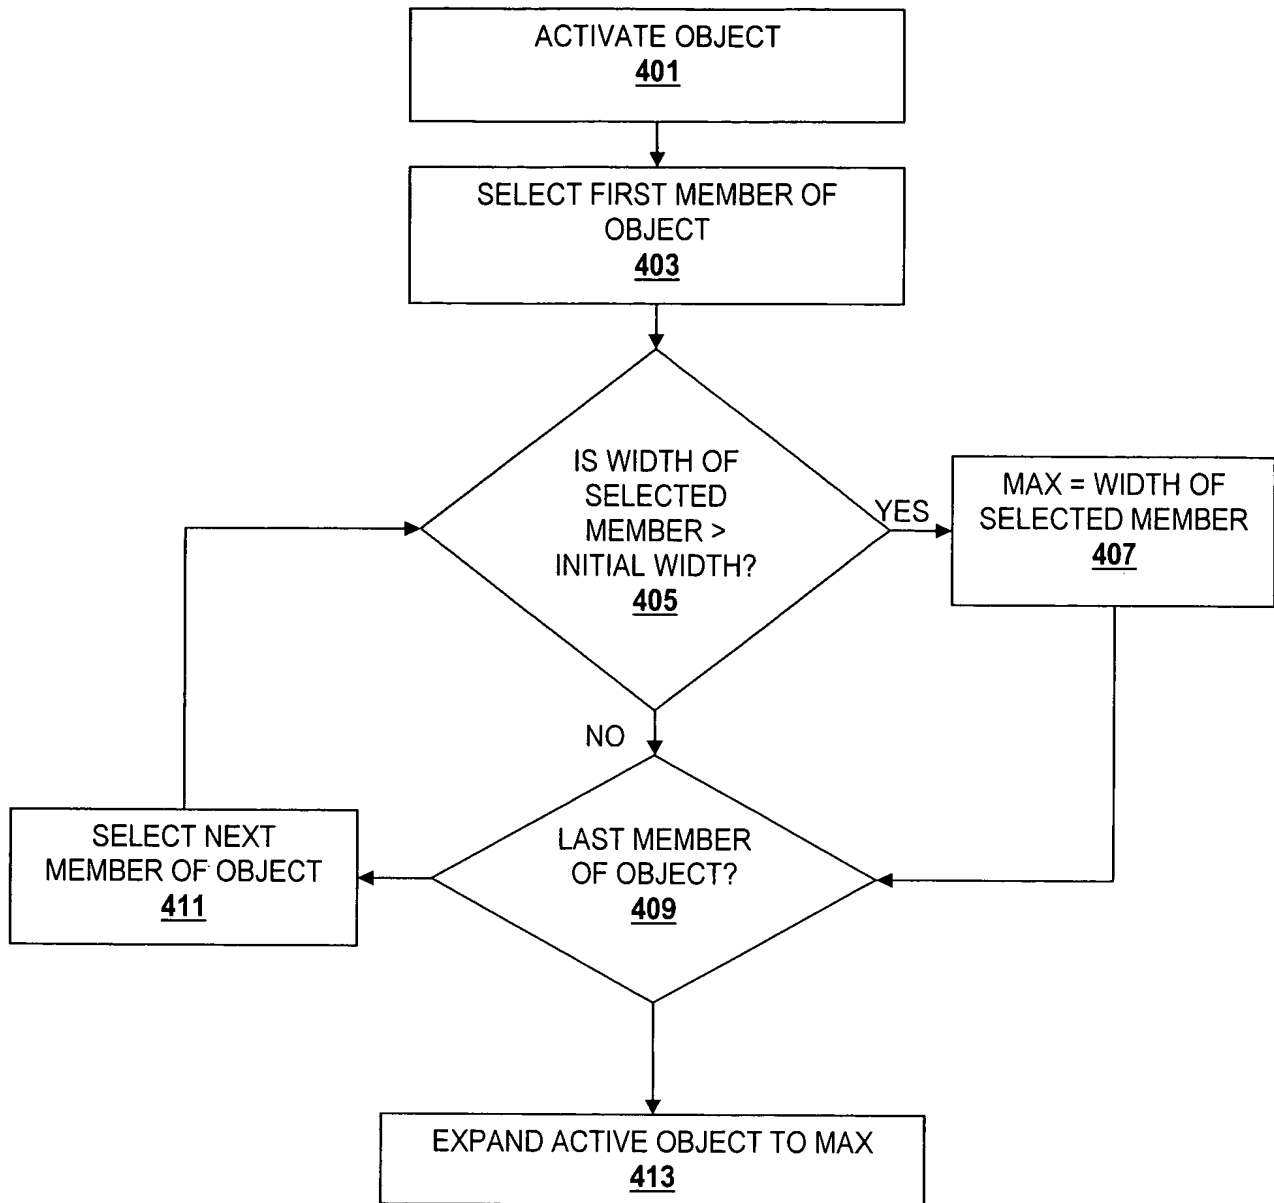 ACTIVATE OBJECT
401
SELECT FIRST MEMBER OF
OBJECT
403
IS WIDTH OF
SELECTED
MEMBER >
INITIAL WIDTH?
405
YES
MAX = WIDTH OF
SELECTED MEMBER
407
NO
LAST MEMBER
OF OBJECT?
409
SELECT NEXT
MEMBER OF OBJECT
411
EXPAND ACTIVE OBJECT TO MAX
413